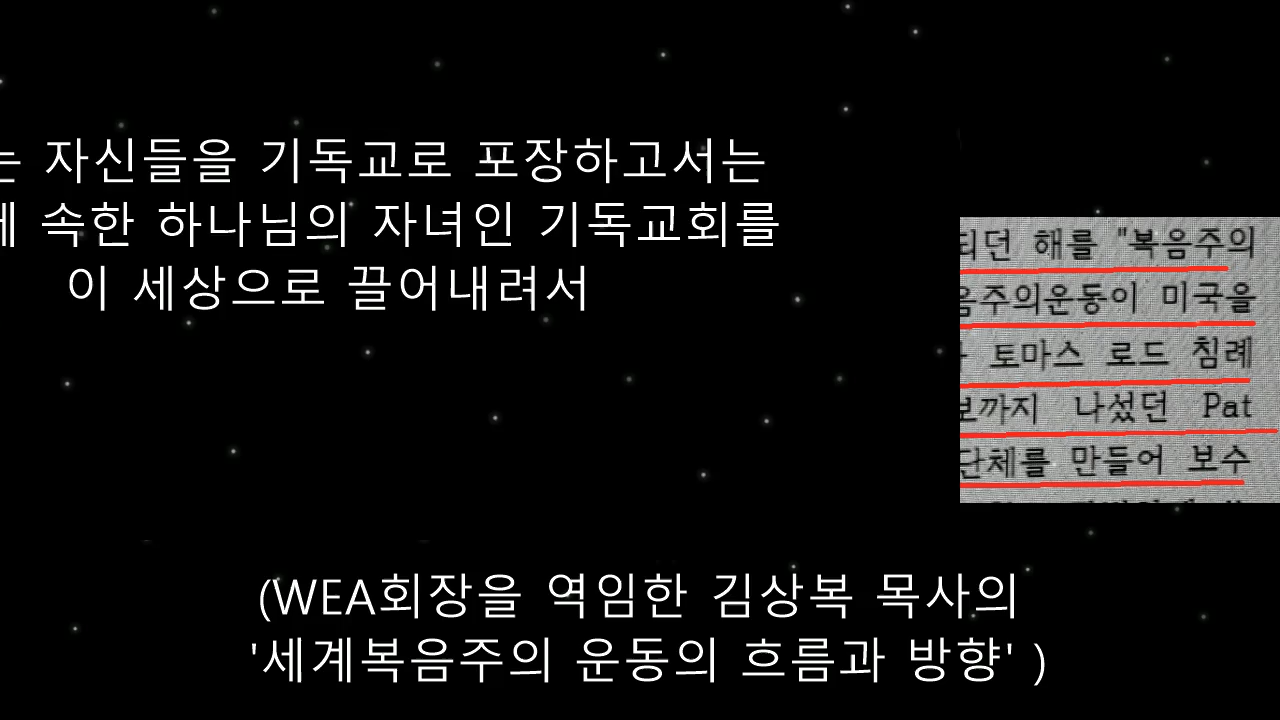 는 자신들을 기독교로 포장하고서는
속한 하나님의 자녀인 기독교회를
이 세상으로 끌어내려서
되던 해를 "복음주의
음주의운동이 미국을
토마스 로드 침례
나섰던 Pat
단체를 만들어 보수
(WEA회장을 역임한 김상복 목사의
'세계복음주의 운동의 흐름과 방향' )